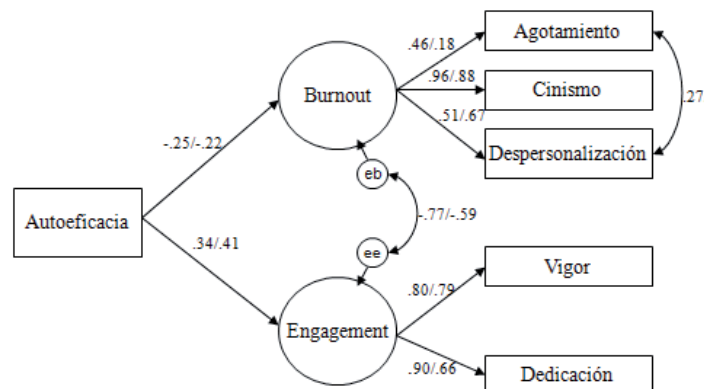 Agotamiento
.46/.18
Burnout
.96/.88
Cinismo
.27
.51/.67
Despersonalización
-.25/-.22
eb
Autoeficacia
-.77/-.59
.34/.41
ee
Vigor
.80/.79
Engagement
.90/.66
Dedicación